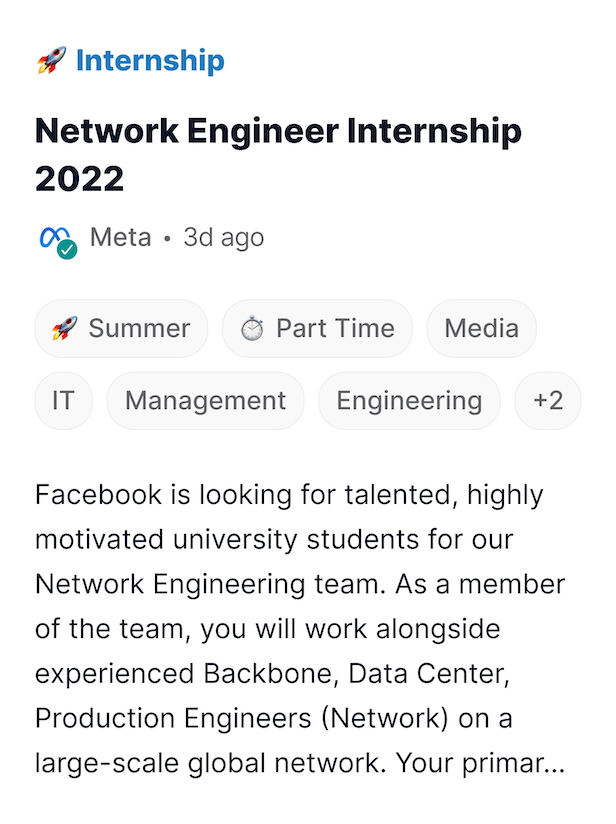 🚀 Internship
Network Engineer Internship
2022
Meta • 3d ago
🚀 Summer ⏱️ Part Time Media
IT Management Engineering +2
Facebook is looking for talented, highly
motivated university students for our
Network Engineering team. As a member
of the team, you will work alongside
experienced Backbone, Data Center,
Production Engineers (Network) on a
large-scale global network. Your primar...